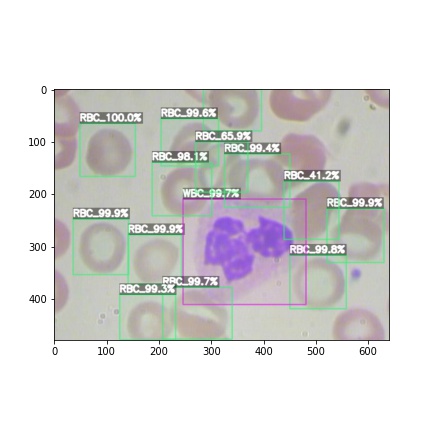 0
RBC_99.6%
RBC_100.0%
100
RBC_65.9%
RBC_99.4%
RBC_98.1%
RBC_41.2%
200
WBC_99.7%
RBC_99.9%
RBC_99.9%
RBC_99.9%
300
RBC_99.8%
RBC_99.7%
RBC_99.3%
400
0 100 200 300 400 500 600